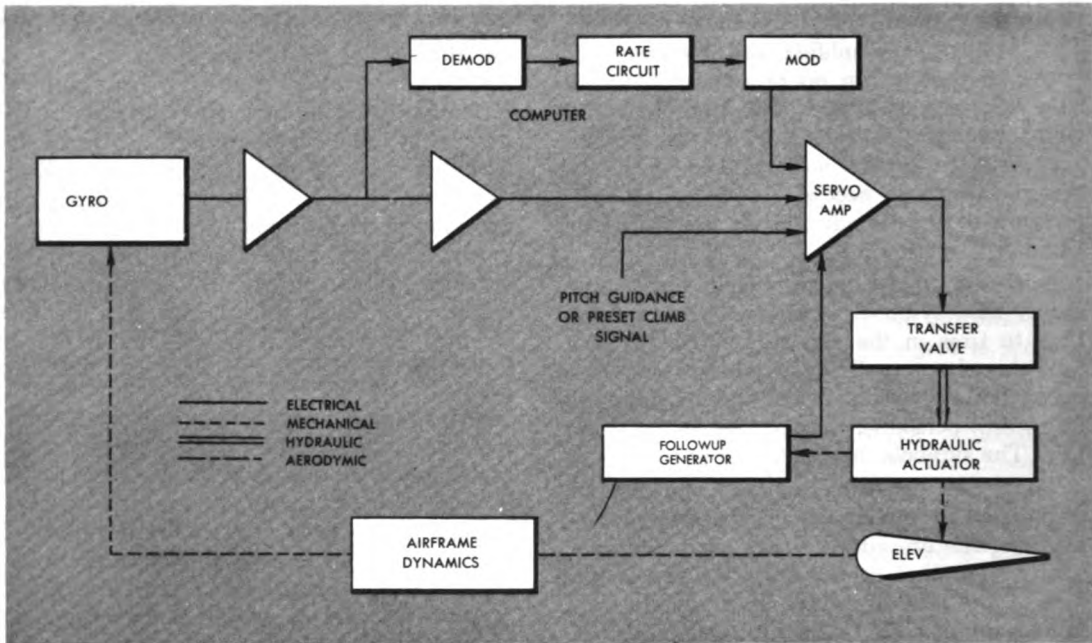 DEMOD
RATE
CIRCUIT
MOD
COMPUTER
GYRO
SERVO
AMP
PITCH GUIDANCE
OR PRESET CLIMB
SIGNAL
TRANSFER
VALVE
ELECTRICAL
MECHANICAL
HYDRAULIC
AERODYMIC
FOLLOWUP
GENERATOR
HYDRAULIC
ACTUATOR
AIRFRAME
DYNAMICS
ELEV